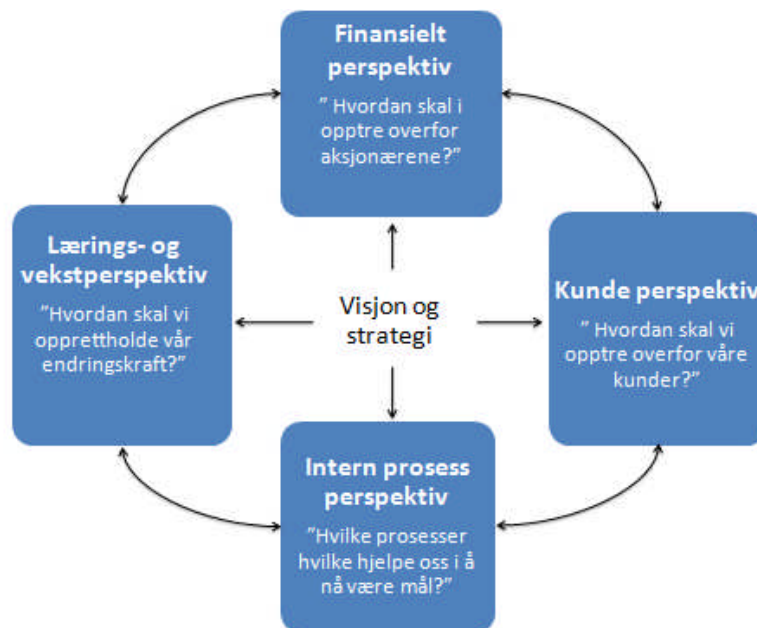 Finansielt
perspektiv
” Hvordan skal i
opptre overfor
aksjonærene?”
Lærings- og
vekstperspektiv
”Hvordan skal vi
opprettholde vår
endringskraft?”
Visjon og
strategi
Kunde perspektiv
” Hvordan skal vi
opptre overfor våre
kunder?”
Intern prosess
perspektiv
”Hvilke prosesser
hvilke hjelpe oss i å
nå være mål?”